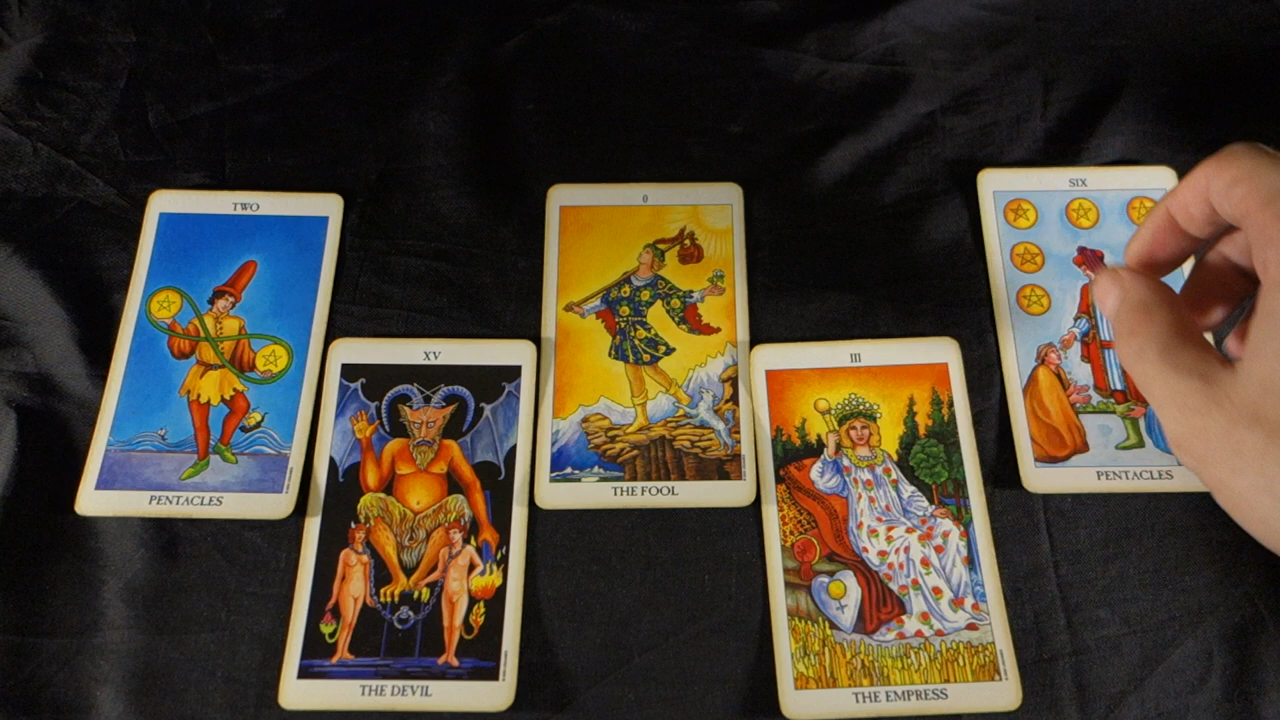 TWO
PENTACLES
XV
THE DEVIL
0
THE FOOL
III
THE EMPRESS
SIX
PENTACLES